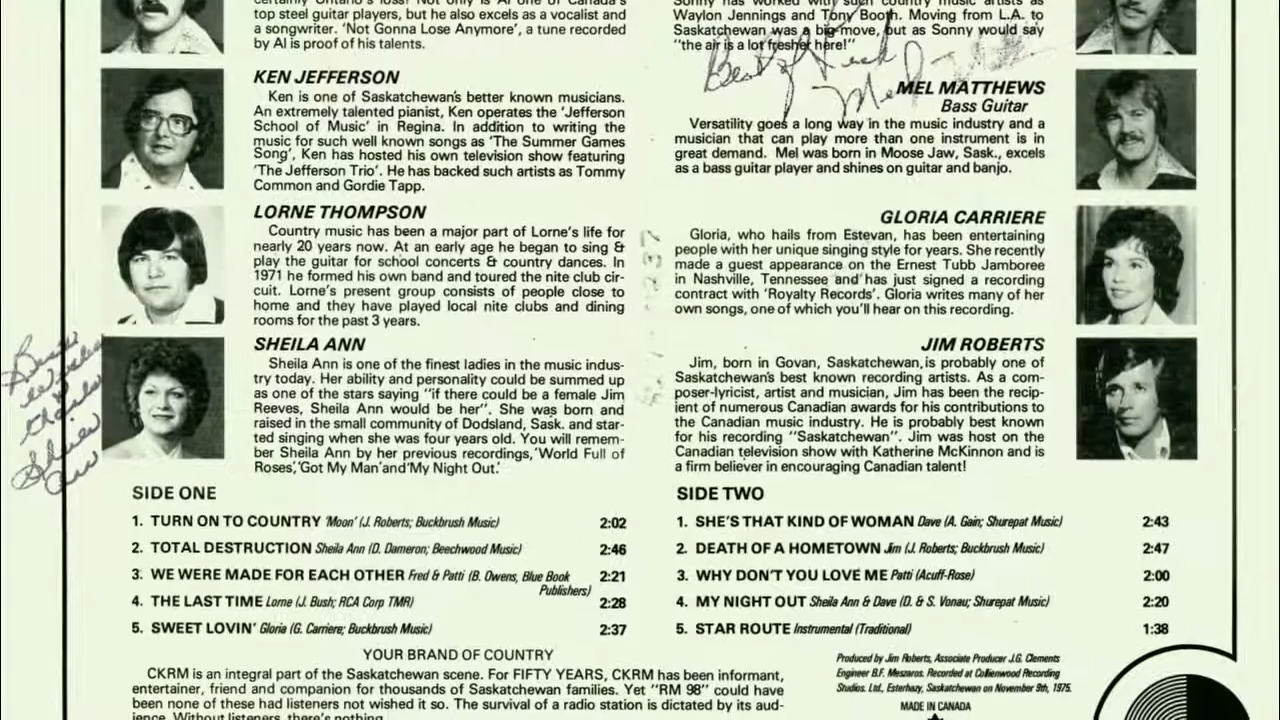 certainly Ontario's loss! Not only is Al one of Canada's
top steel guitar players, but he also excels as a vocalist and
a songwriter. 'Not Gonna Lose Anymore', a tune recorded
by Al is proof of his talents.
KEN JEFFERSON
Ken is one of Saskatchewan's better known musicians.
An extremely talented pianist, Ken operates the 'Jefferson
School of Music' in Regina. In addition to writing the
music for such well known songs as 'The Summer Games
Song', Ken has hosted his own television show featuring
'The Jefferson Trio'. He has backed such artists as Tommy
Common and Gordie Tapp.
LORNE THOMPSON
Country music has been a major part of Lorne's life for
nearly 20 years now. At an early age he began to sing &
play the guitar for school concerts & country dances. In
1971 he formed his own band and toured the nite club cir-
cuit. Lorne's present group consists of people close to
home and they have played local nite clubs and dining
rooms for the past 3 years.
SHEILA ANN
Sheila Ann is one of the finest ladies in the music indus-
try today. Her ability and personality could be summed up
as one of the stars saying "if there could be a female Jim
Reeves, Sheila Ann would be her". She was born and
raised in the small community of Dodsland, Sask. and star-
ted singing when she was four years old. You will remem-
ber Sheila Ann by her previous recordings,'World Full of
Roses','Got My Man'and'My Night Out.'
Best
wishes
&
thanks
Sheila
Ann
Sonny has worked with such country music artists as
Waylon Jennings and Tony Booth. Moving from L.A. to
Saskatchewan was a big move, but as Sonny would say
"the air is a lot fresher here!"
Best of Luck
Mel
MEL MATTHEWS
Bass Guitar
Versatility goes a long way in the music industry and a
musician that can play more than one instrument is in
great demand. Mel was born in Moose Jaw, Sask., excels
as a bass guitar player and shines on guitar and banjo.
GLORIA CARRIERE
Gloria, who hails from Estevan, has been entertaining
people with her unique singing style for years. She recently
made a guest appearance on the Ernest Tubb Jamboree
in Nashville, Tennessee and has just signed a recording
contract with 'Royalty Records'. Gloria writes many of her
own songs, one of which you'll hear on this recording.
JIM ROBERTS
Jim, born in Govan, Saskatchewan,is probably one of
Saskatchewan's best known recording artists. As a com-
poser-lyricist, artist and musician, Jim has been the recip-
ient of numerous Canadian awards for his contributions to
the Canadian music industry. He is probably best known
for his recording "Saskatchewan". Jim was host on the
Canadian television show with Katherine McKinnon and is
a firm believer in encouraging Canadian talent!
SIDE ONE
1. TURN ON TO COUNTRY 'Moon' (J. Roberts; Buckbrush Music) 2:02
2. TOTAL DESTRUCTION Sheila Ann (D. Dameron; Beechwood Music) 2:46
3. WE WERE MADE FOR EACH OTHER Fred & Patti (B. Owens, Blue Book 2:21
Publishers)
4. THE LAST TIME Lorne (J. Bush; RCA Corp TMR) 2:28
5. SWEET LOVIN' Gloria (G. Carriere; Buckbrush Music) 2:37
SIDE TWO
1. SHE'S THAT KIND OF WOMAN Dave (A. Gain; Shurepat Music) 2:43
2. DEATH OF A HOMETOWN Jim (J. Roberts; Buckbrush Music) 2:47
3. WHY DON'T YOU LOVE ME Patti (Acuff-Rose) 2:00
4. MY NIGHT OUT Sheila Ann & Dave (D. & S. Vonau; Shurepat Music) 2:20
5. STAR ROUTE Instrumental (Traditional) 1:38
YOUR BRAND OF COUNTRY
CKRM is an integral part of the Saskatchewan scene. For FIFTY YEARS, CKRM has been informant,
entertainer, friend and companion for thousands of Saskatchewan families. Yet "RM 98" could have
been none of these had listeners not wished it so. The survival of a radio station is dictated by its aud-
ience. Without listeners, there's nothing.
Produced by Jim Roberts, Associate Producer J.G. Clements
Engineer B.F. Meszaros. Recorded at Collienwood Recording
Studios. Ltd., Esterhazy, Saskatchewan on November 9th, 1975.
MADE IN CANADA